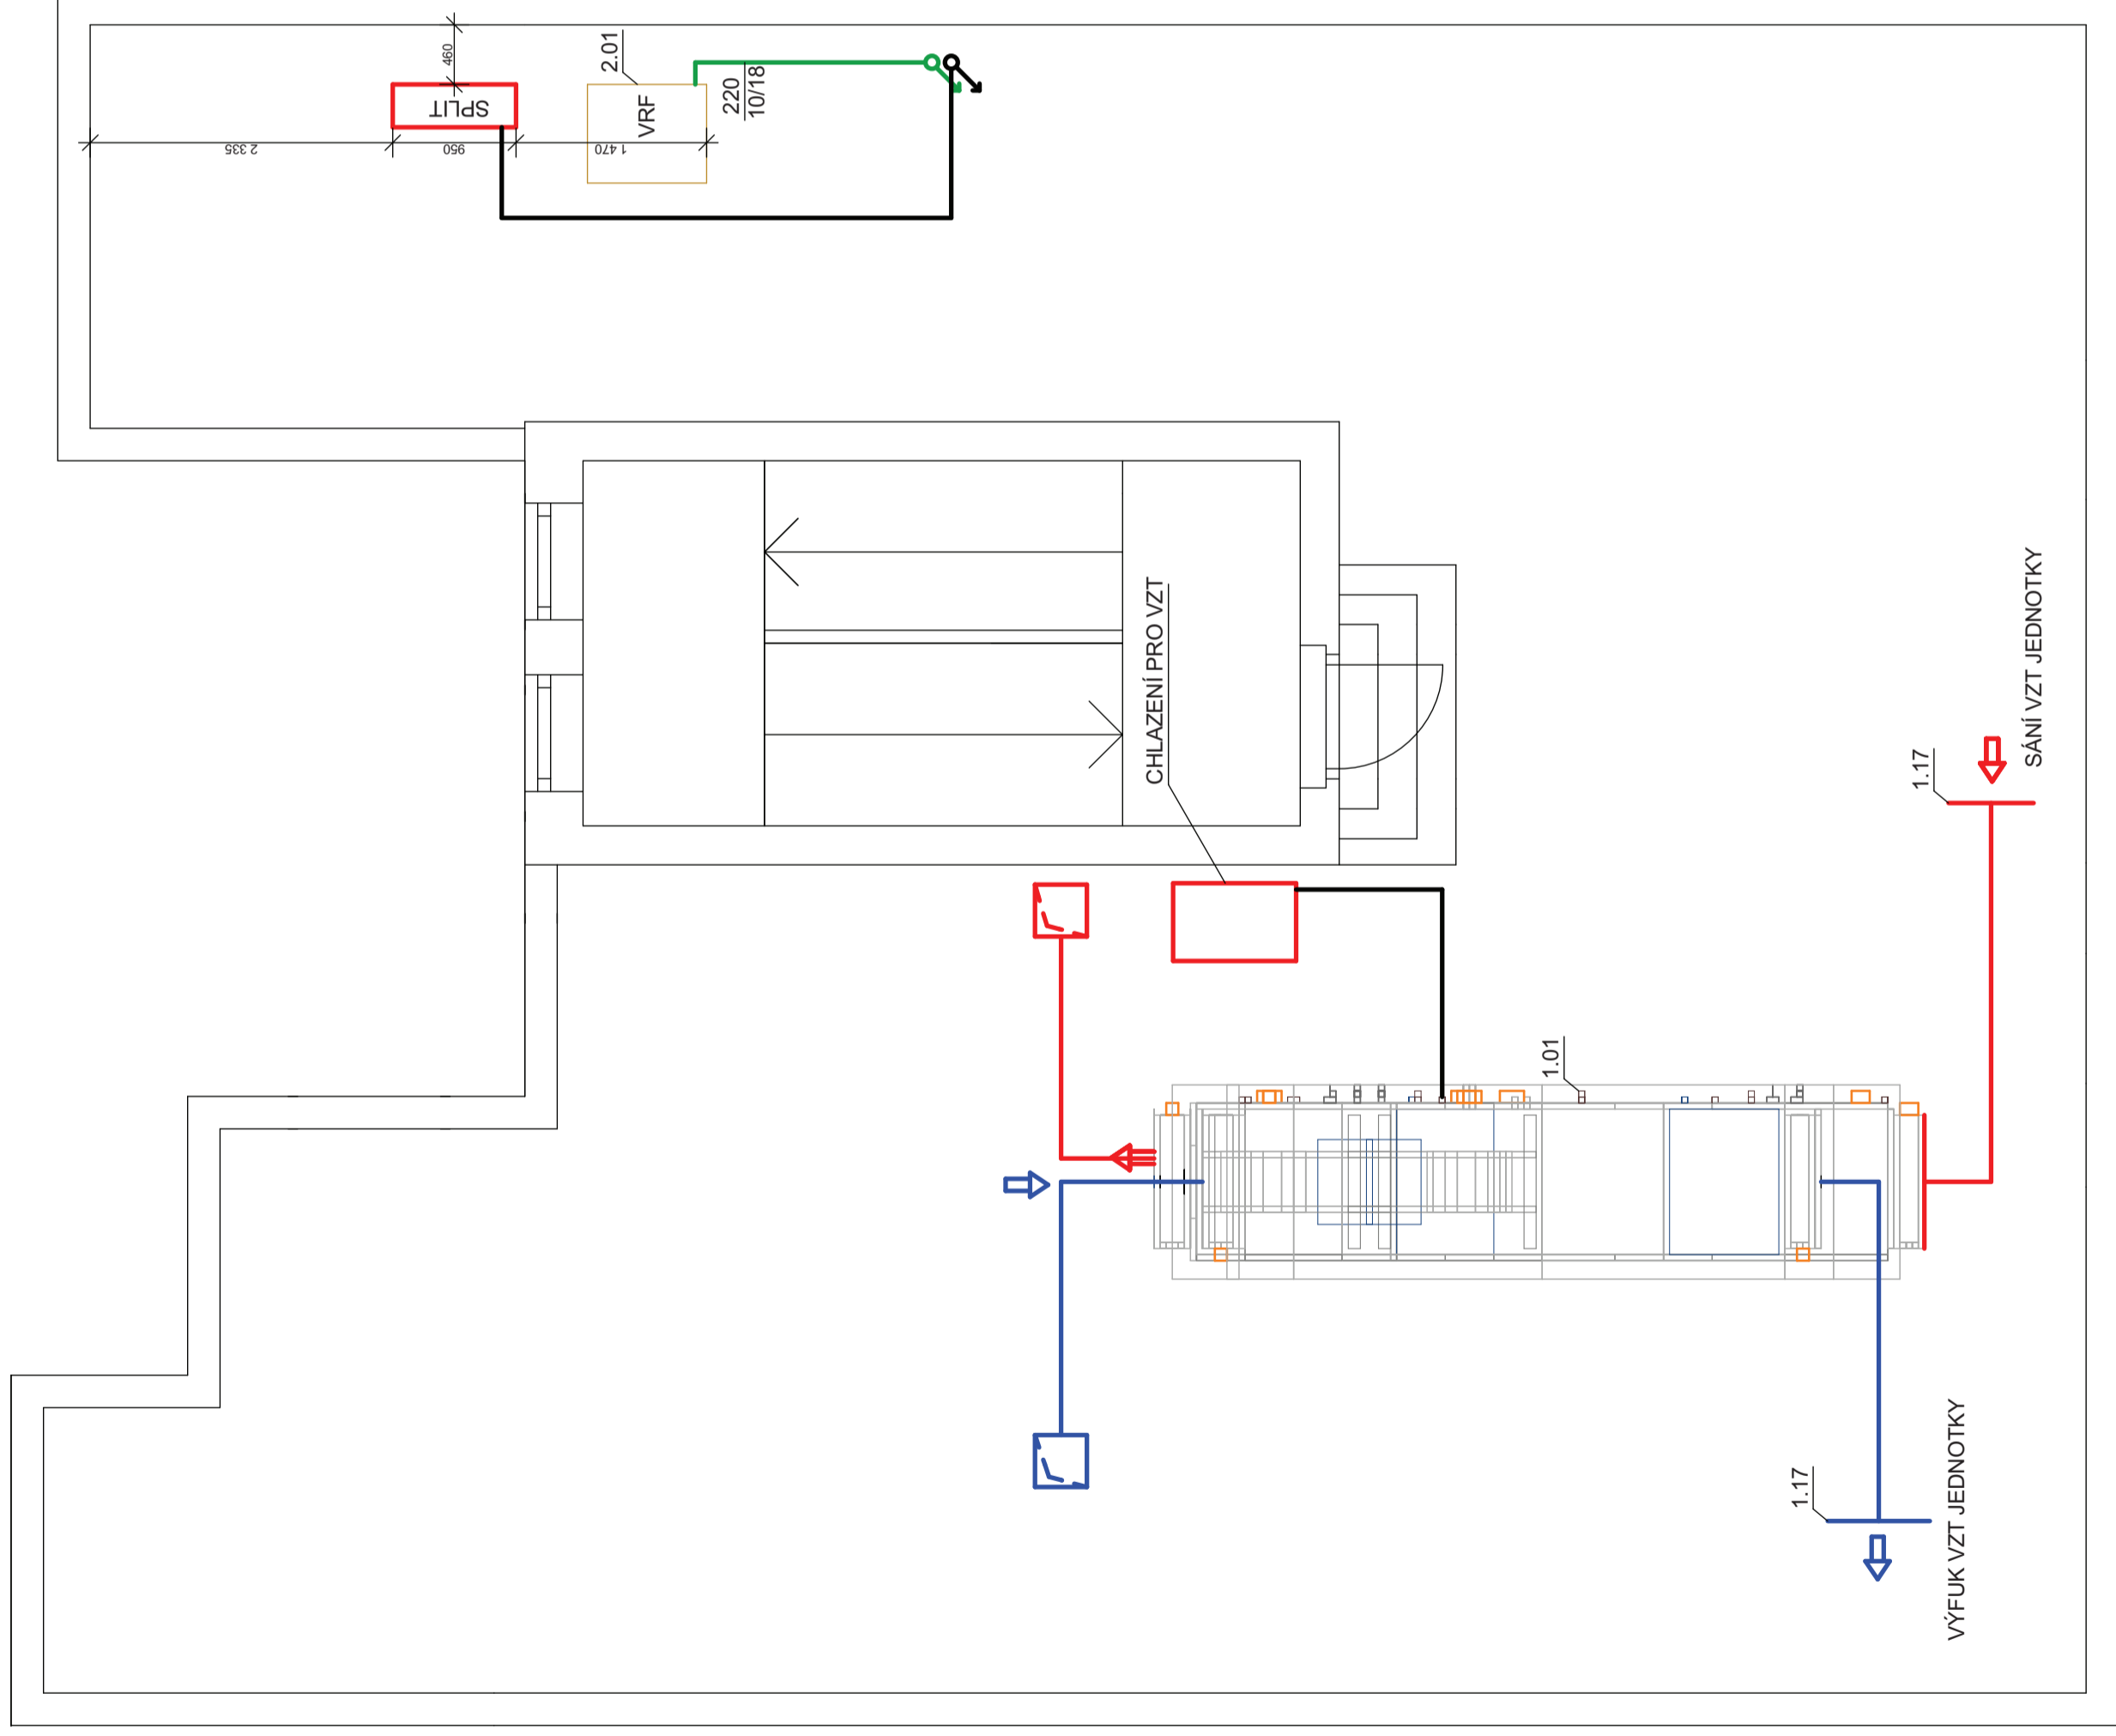 460
2.01
SPLIT
VRF
220
10/18
2 335
950
1 470
CHLAZENÍ PRO VZT
SÁNÍ VZT JEDNOTKY
1.17
1.01
1.17
VÝFUK VZT JEDNOTKY